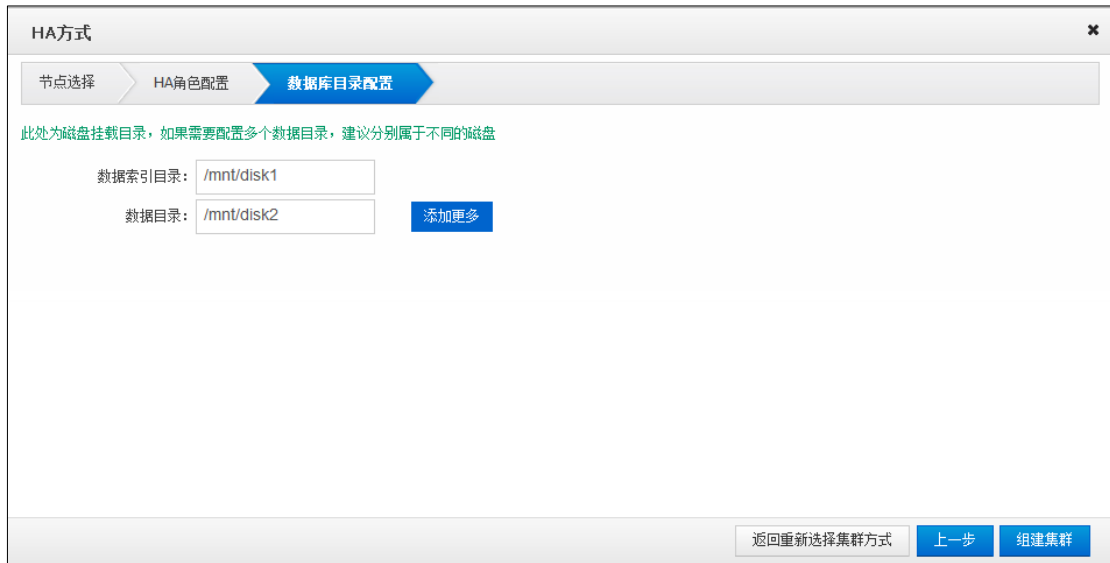 HA方式
节点选择 HA角色配置 数据库目录配置
此处为磁盘挂载目录，如果需要配置多个数据目录，建议分别属于不同的磁盘
数据索引目录： /mnt/disk1
数据目录： /mnt/disk2 添加更多
返回重新选择集群方式 上一步 组建集群